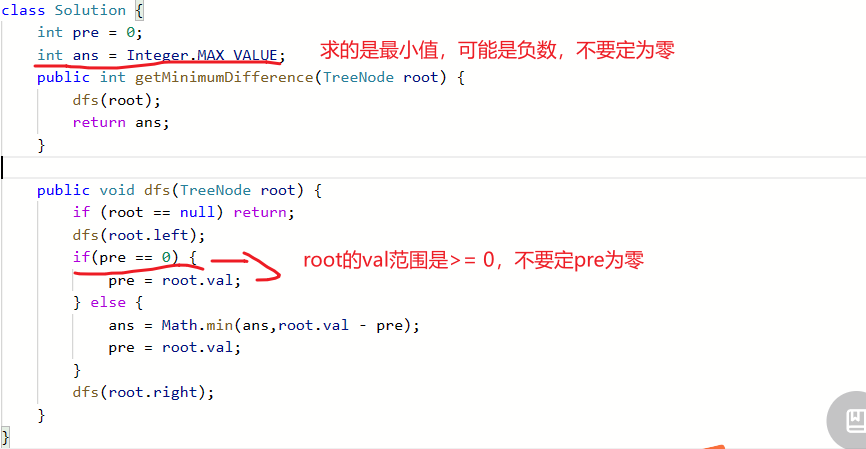 class Solution {
int pre = 0;
int ans = Integer.MAX_VALUE; 求的是最小值，可能是负数，不要定为零
public int getMinimumDifference(TreeNode root) {
dfs(root);
return ans;
}
public void dfs(TreeNode root) {
if (root == null) return;
dfs(root.left);
if(pre == 0) { root的val范围是>= 0，不要定pre为零
pre = root.val;
} else {
ans = Math.min(ans,root.val - pre);
pre = root.val;
}
dfs(root.right);
}
}